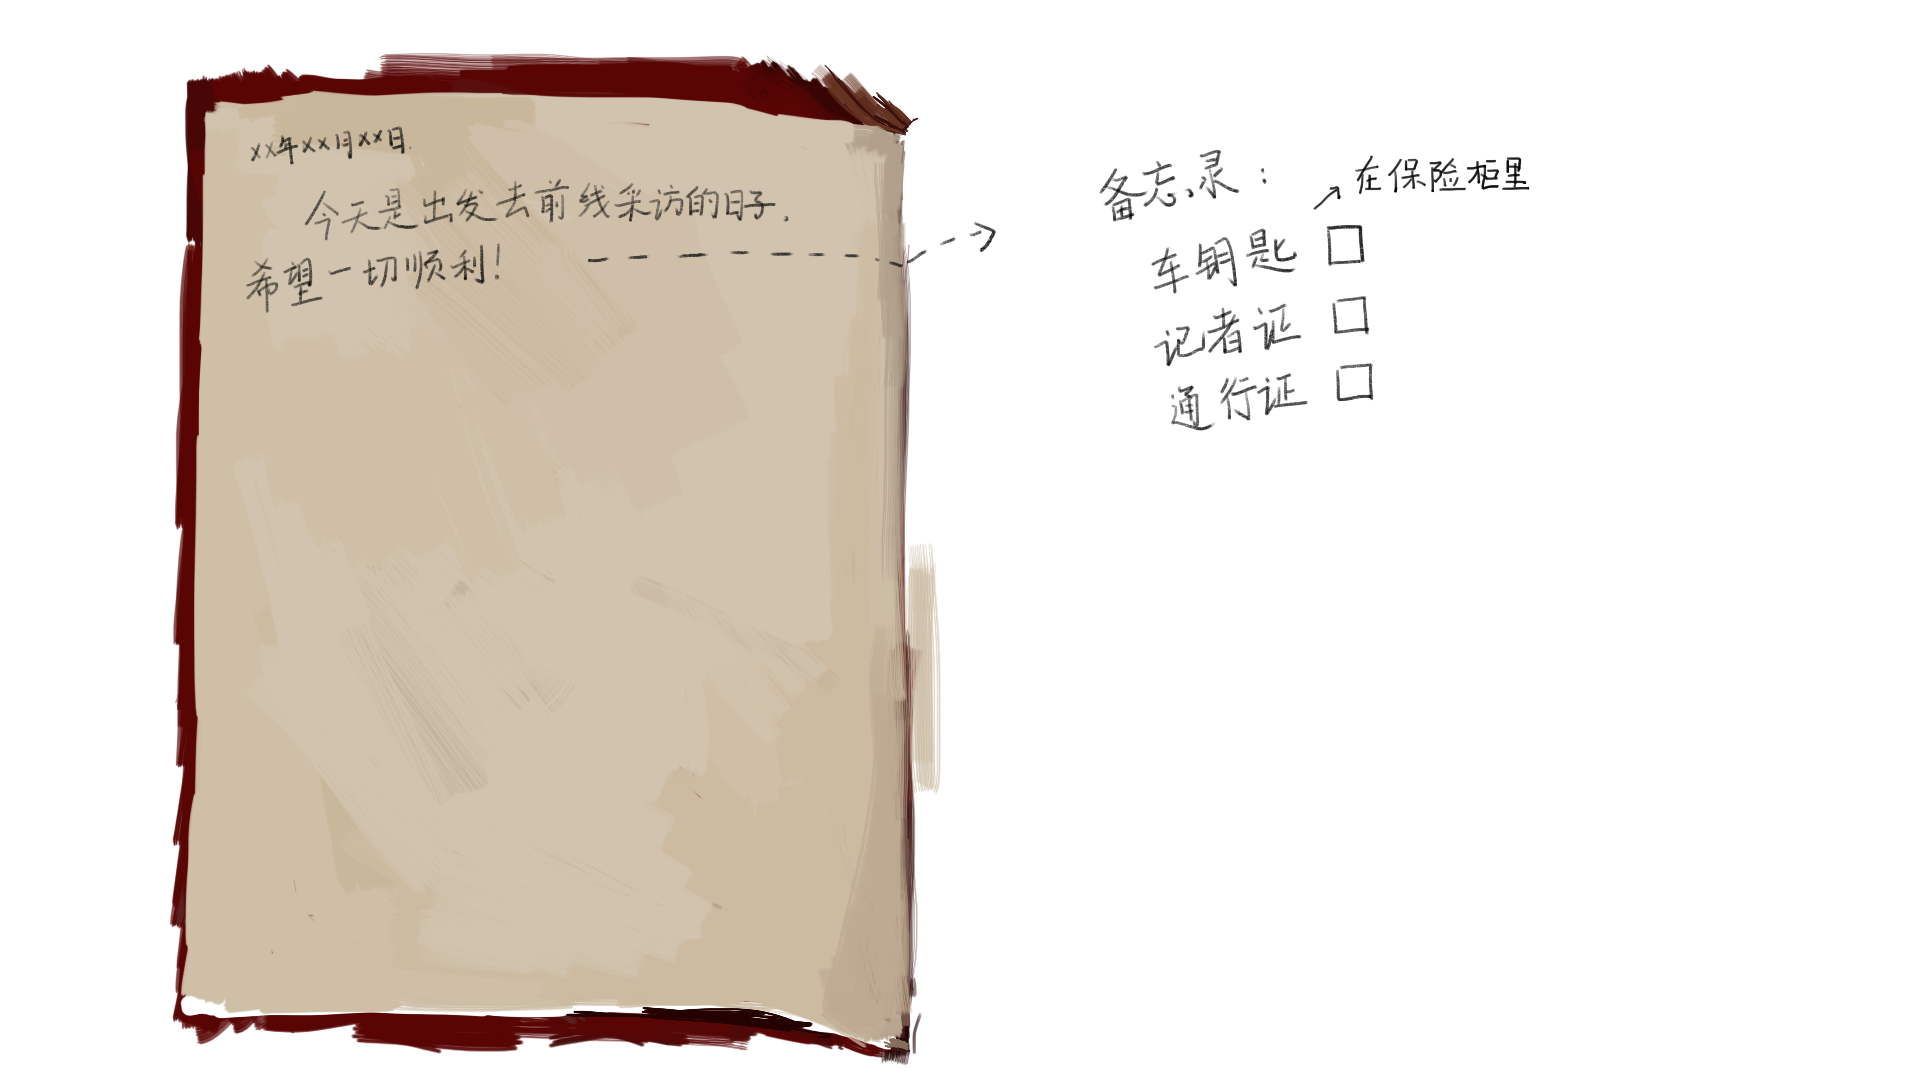 xx年xx月xx日.
今天是出发去前线采访的日子.
希望一切顺利!
备忘录:
在保险柜里
车钥匙 □
记者证 □
通行证 □